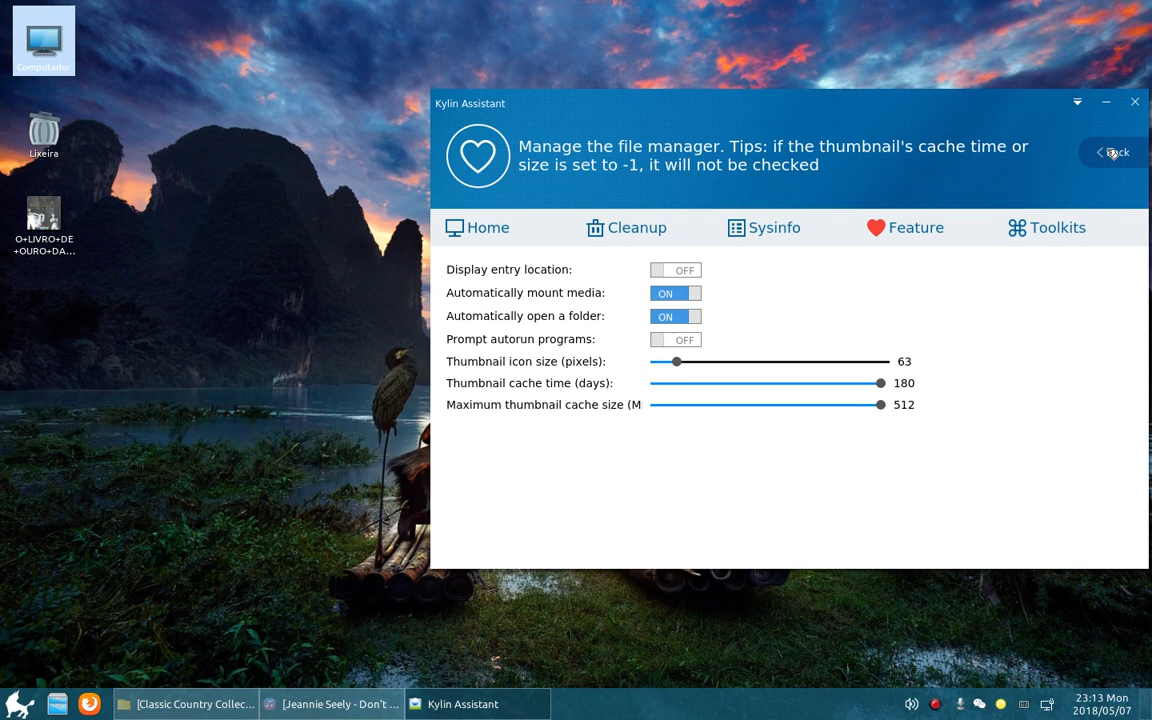 Computador
Lixeira
O+LIVRO+DE
+OURO+DA...
Kylin Assistant
Manage the file manager. Tips: if the thumbnail's cache time or
size is set to -1, it will not be checked
Home
Cleanup
Sysinfo
Feature
Toolkits
Display entry location:
OFF
Automatically mount media:
ON
Automatically open a folder:
ON
Prompt autorun programs:
OFF
Thumbnail icon size (pixels):
63
Thumbnail cache time (days):
180
Maximum thumbnail cache size (M
512
[Classic Country Collec...
[Jeannie Seely - Don't ...
Kylin Assistant
23:13 Mon
2018/05/07